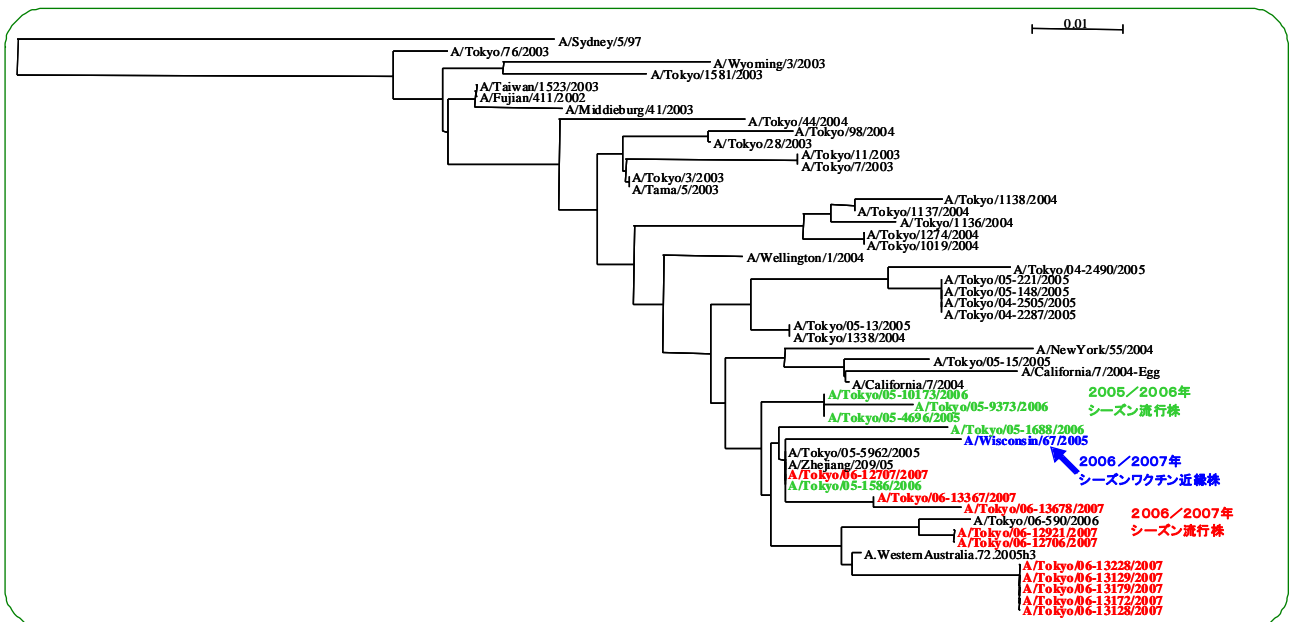 0.01
A/Sydney/5/97
A/Tokyo/76/2003
A/Wyoming/3/2003
A/Tokyo/1581/2003
A/Taiwan/1523/2003
A/Fujian/411/2002
A/Middieburg/41/2003
A/Tokyo/44/2004
A/Tokyo/98/2004
A/Tokyo/28/2003
A/Tokyo/11/2003
A/Tokyo/7/2003
A/Tokyo/3/2003
A/Tama/5/2003
A/Tokyo/1138/2004
A/Tokyo/1137/2004
A/Tokyo/1136/2004
A/Tokyo/1274/2004
A/Tokyo/1019/2004
A/Wellington/1/2004
A/Tokyo/04-2490/2005
A/Tokyo/05-221/2005
A/Tokyo/05-148/2005
A/Tokyo/04-2505/2005
A/Tokyo/04-2287/2005
A/Tokyo/05-13/2005
A/Tokyo/1338/2004
A/NewYork/55/2004
A/Tokyo/05-15/2005
A/California/7/2004-Egg
A/California/7/2004
A/Tokyo/05-10173/2006
A/Tokyo/05-9373/2006
A/Tokyo/05-4696/2005
2005／2006年
シーズン流行株
A/Tokyo/05-1688/2006
A/Wisconsin/67/2005
A/Tokyo/05-5962/2005
A/Zhejiang/209/05
A/Tokyo/06-12707/2007
A/Tokyo/05-1586/2006
2006／2007年
シーズンワクチン近縁株
A/Tokyo/06-13367/2007
A/Tokyo/06-13678/2007
A/Tokyo/06-590/2006
A/Tokyo/06-12921/2007
A/Tokyo/06-12706/2007
2006／2007年
シーズン流行株
A.WesternAustralia.72.2005h3
A/Tokyo/06-13228/2007
A/Tokyo/06-13129/2007
A/Tokyo/06-13179/2007
A/Tokyo/06-13172/2007
A/Tokyo/06-13128/2007